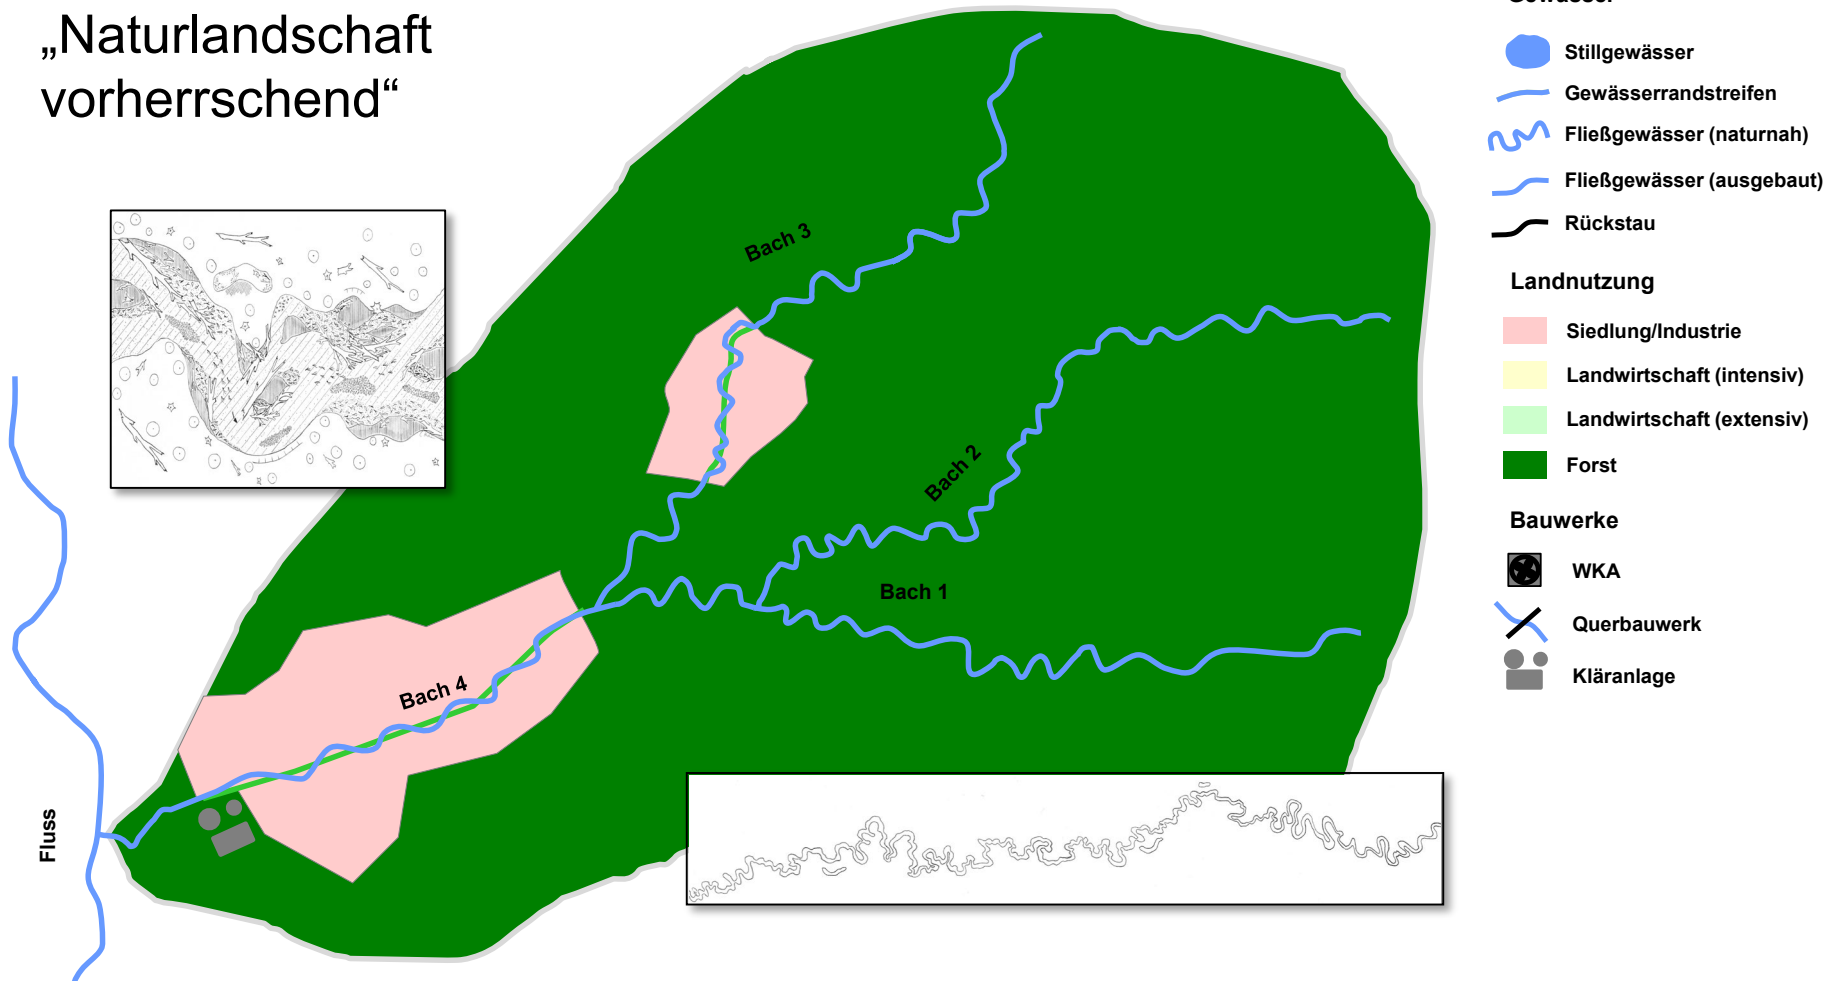 „Naturlandschaft
vorherrschend“
Gewässer
Stillgewässer
Gewässerrandstreifen
Fließgewässer (naturnah)
Fließgewässer (ausgebaut)
Rückstau
Landnutzung
Siedlung/Industrie
Landwirtschaft (intensiv)
Landwirtschaft (extensiv)
Forst
Bauwerke
WKA
Querbauwerk
Kläranlage
Bach 3
Bach 2
Bach 1
Bach 4
Fluss